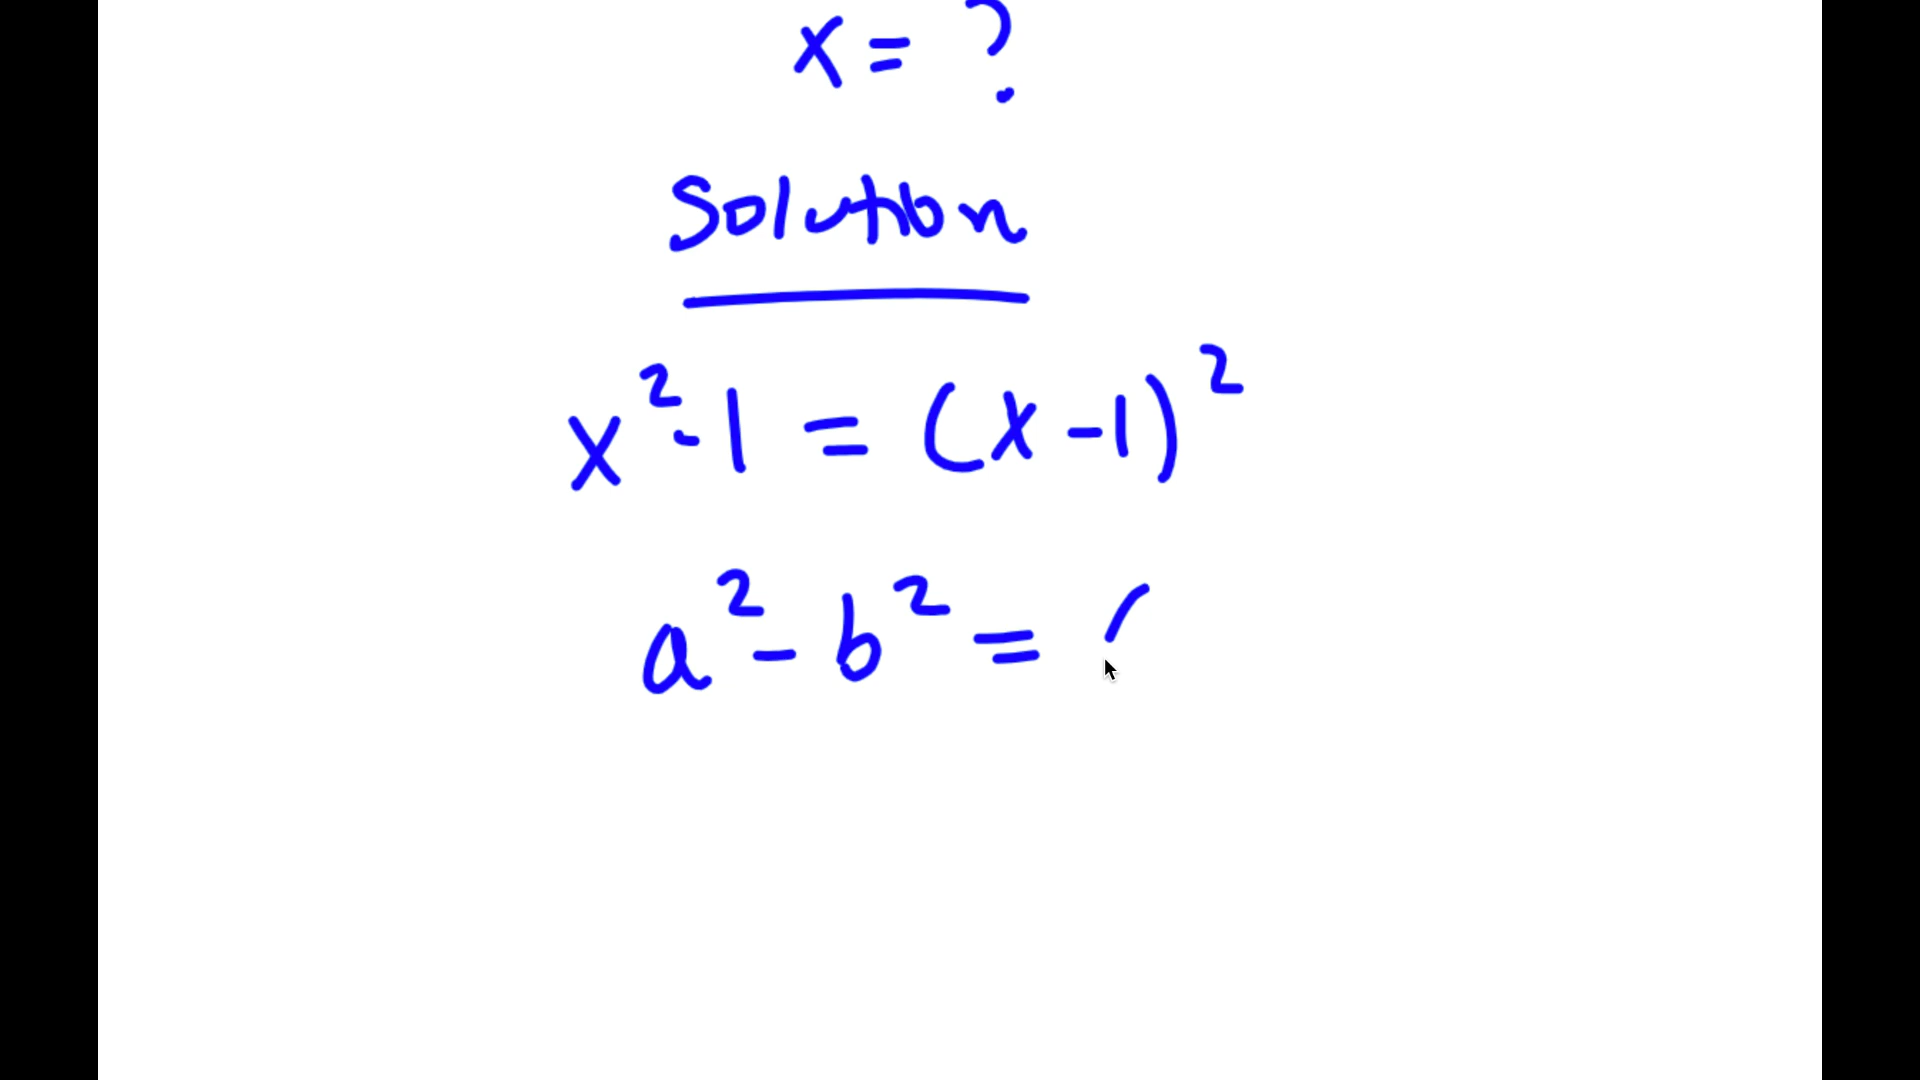 x = ?
Solution
x² - 1 = (x - 1)²
a² - b² = (